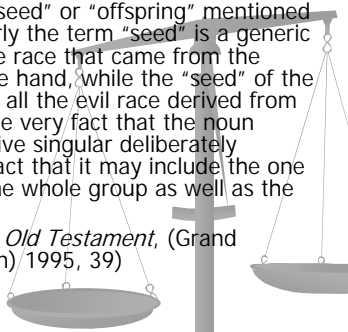 seed” or “offspring” mentioned
rly the term “seed” is a generic
e race that came from the
e hand, while the “seed” of the
all the evil race derived from
e very fact that the noun
ive singular deliberately
act that it may include the one
he whole group as well as the
Old Testament, (Grand
n) 1995, 39)